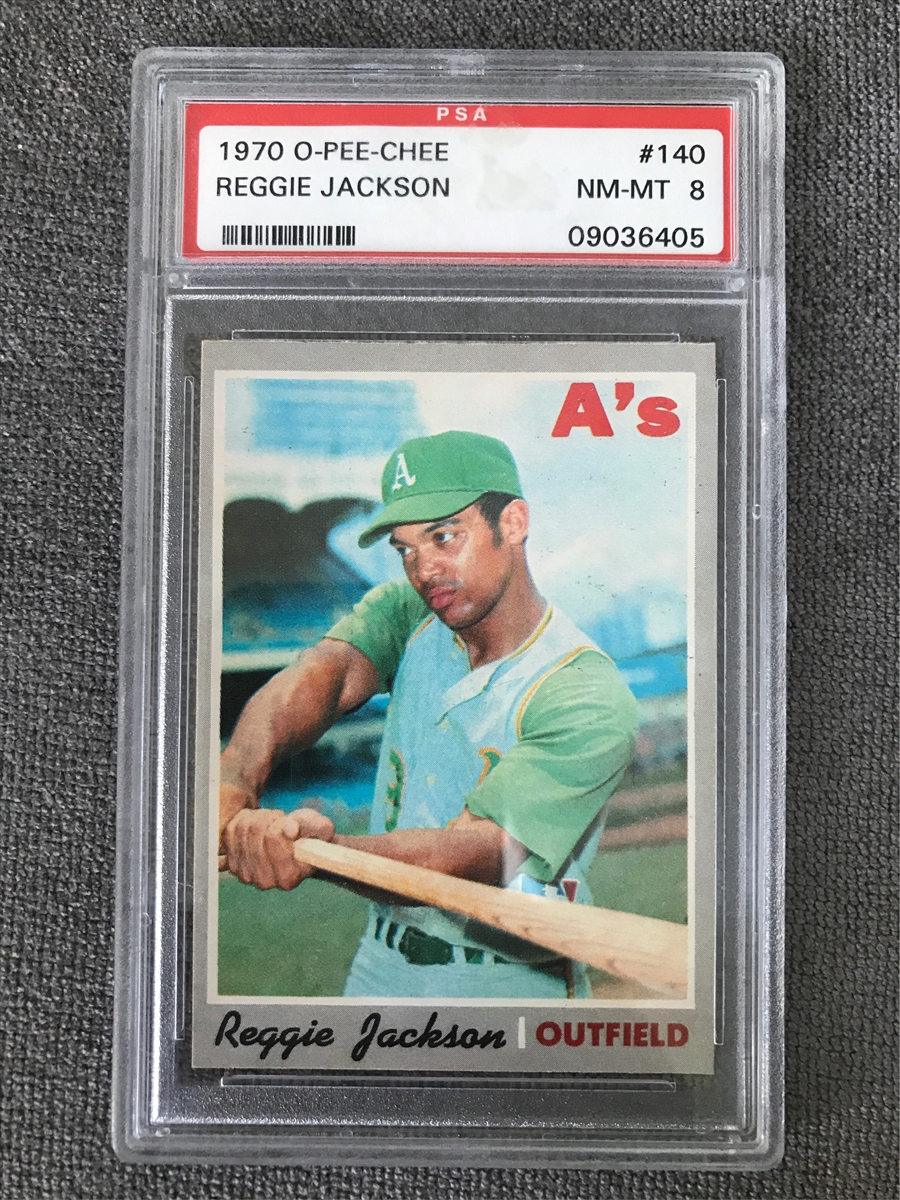 PSA
1970 O-PEE-CHEE #140
REGGIE JACKSON NM-MT 8
09036405
A's
A
Reggie Jackson | OUTFIELD